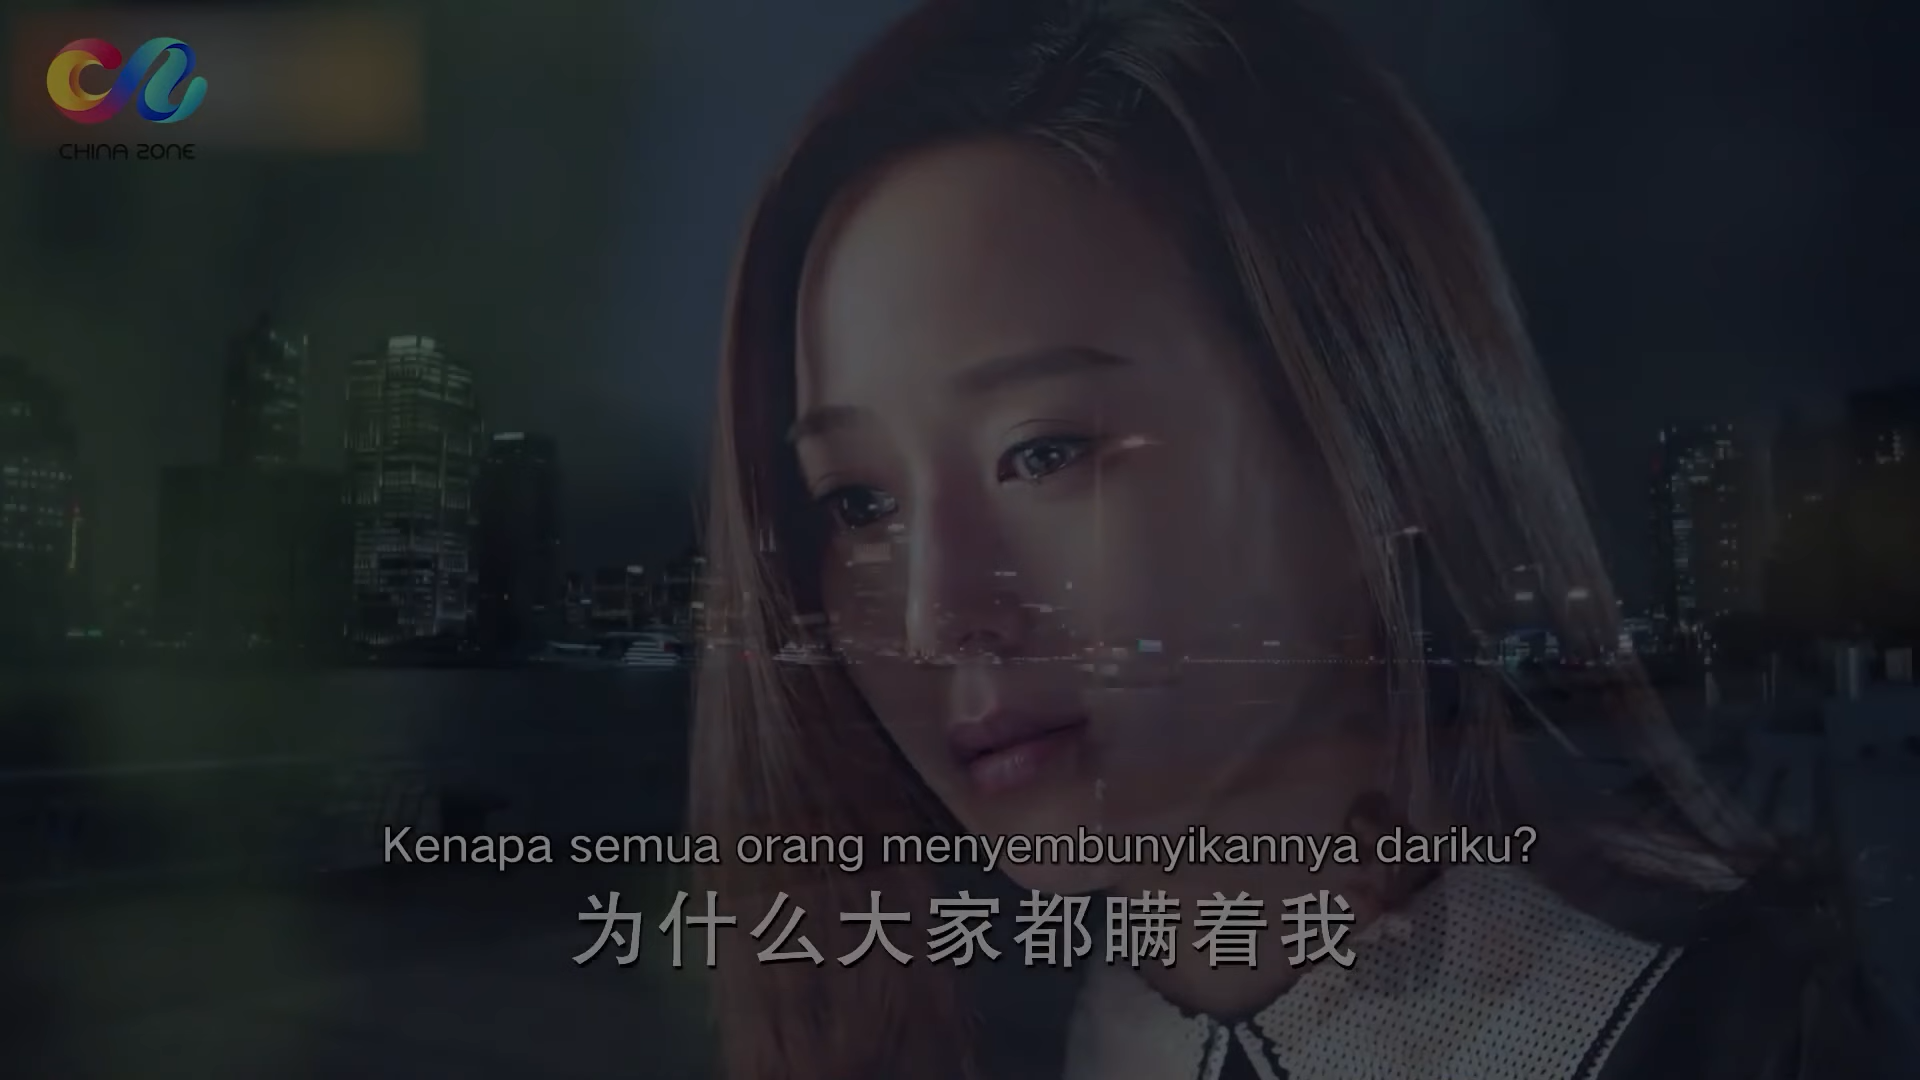 CHINA ZONE
Kenapa semua orang menyembunyikannya dariku?
为什么大家都瞒着我